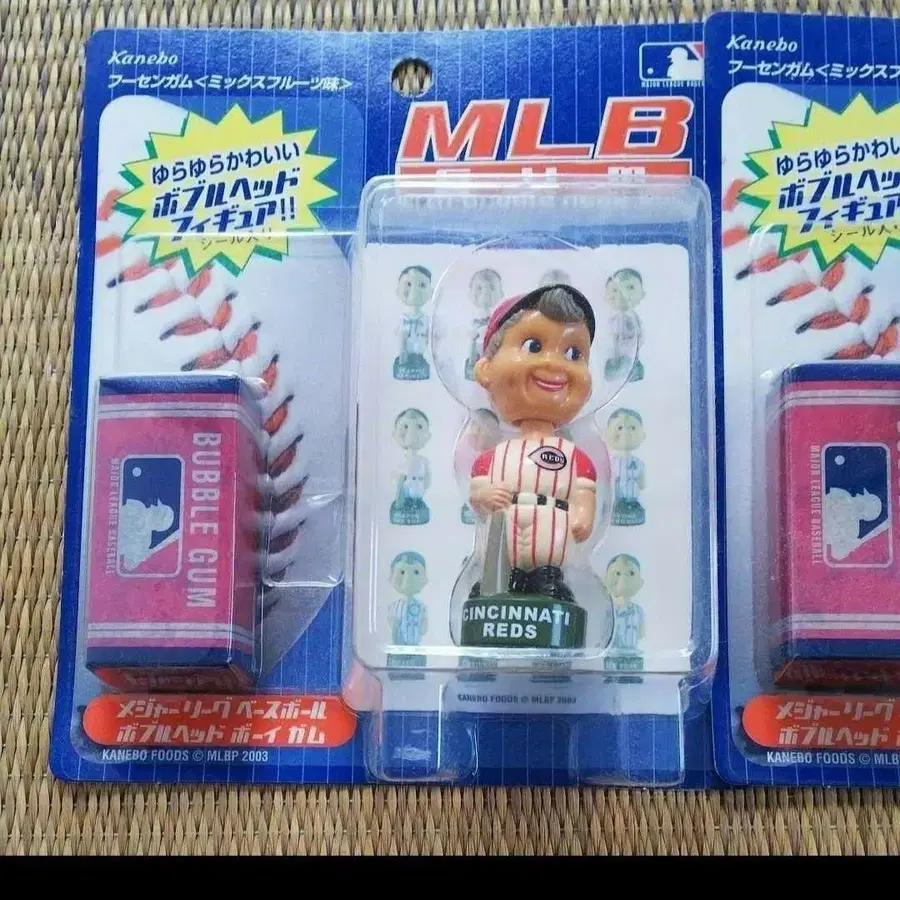 Kanebo
フーセンガム<ミックスフルーツ味>
ゆらゆらかわいい
ボブルヘッド
フィギュア!!
MLB
MAJOR LEAGUE BASEBALL
BUBBLE GUM
MAJOR LEAGUE BASEBALL
REDS
CINCINNATI
REDS
KANEBO FOODS © MLBP 2003
メジャーリーグ ベースボール
ボブルヘッド ボーイ ガム
KANEBO FOODS © MLBP 2003
Kanebo
フーセンガム<ミックスフ
ゆらゆらかわい
ボブルヘッ
フィギュア
MAJOR LEAGUE BASEBALL
メジャーリーグ
ボブルヘッド
KANEBO FOODS © MLB